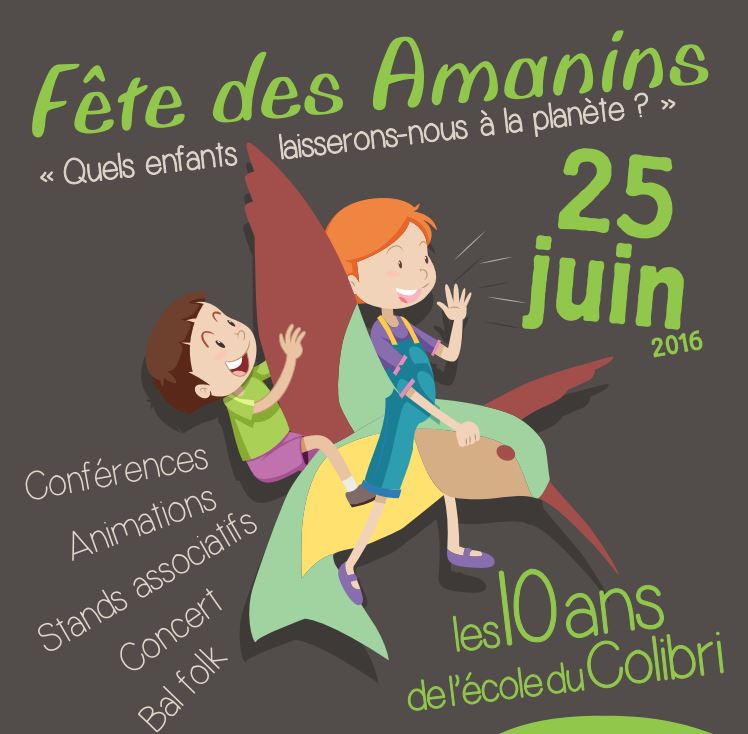 Fête des Amanins
« Quels enfants laisserons-nous à la planète ? »
25
juin
2016
Conférences
Animations
Stands associatifs
Concert
Bal folk
les 10 ans
de l'école du Colibri